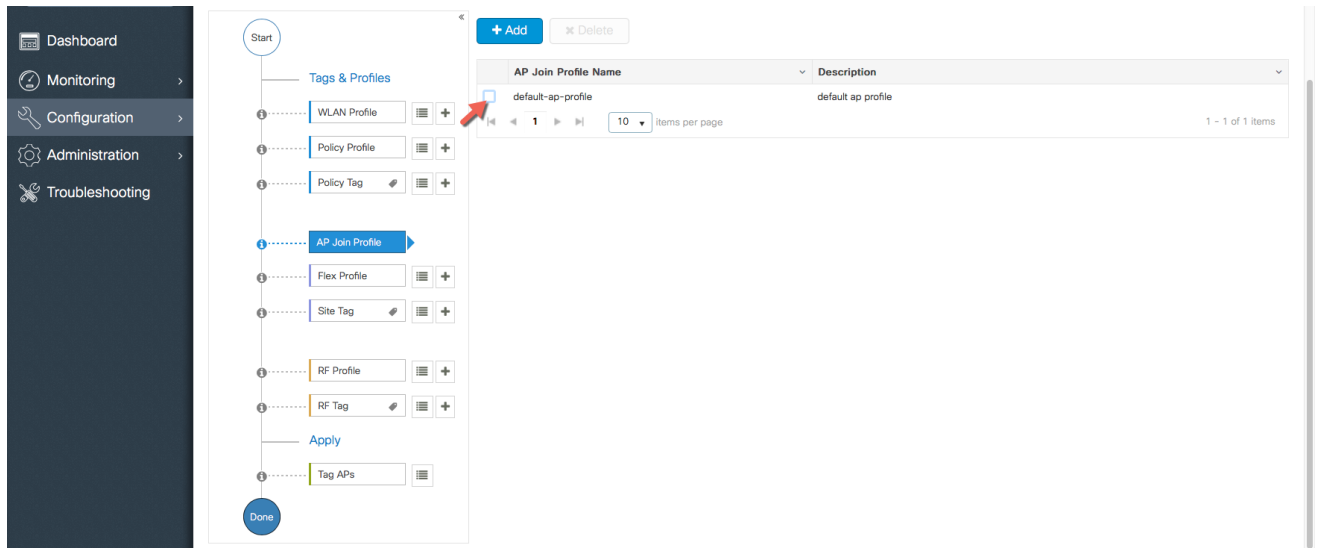 Dashboard
Monitoring
Configuration
Administration
Troubleshooting
Start
Tags & Profiles
WLAN Profile
Policy Profile
Policy Tag
AP Join Profile
Flex Profile
Site Tag
RF Profile
RF Tag
Apply
Tag APs
Done
+ Add
✖ Delete
AP Join Profile Name Description
default-ap-profile default ap profile
1 10 items per page 1 - 1 of 1 items